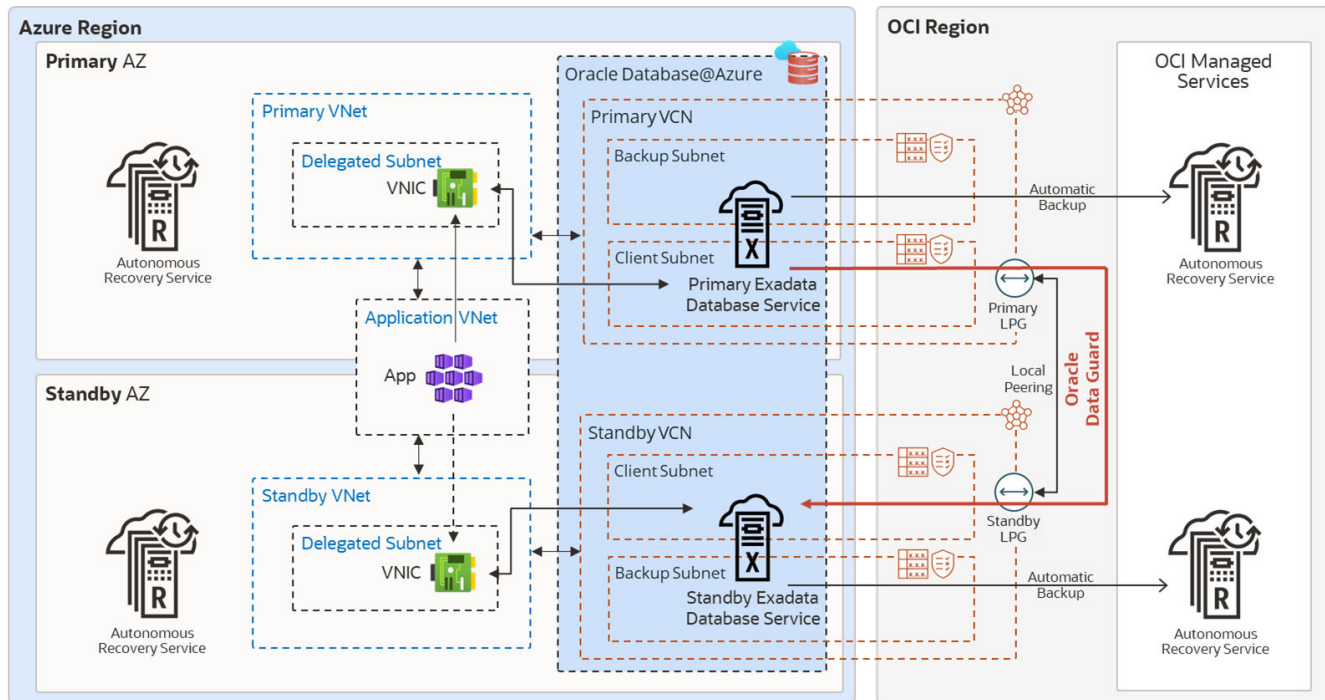 Azure Region
Primary AZ
Autonomous
Recovery Service
R
Primary VNet
Delegated Subnet
VNIC
Application VNet
App
Oracle Database@Azure
Primary VCN
Backup Subnet
X
Client Subnet
Primary Exadata
Database Service
Standby AZ
Autonomous
Recovery Service
R
Standby VNet
Delegated Subnet
VNIC
Standby VCN
Client Subnet
X
Backup Subnet
Standby Exadata
Database Service
OCI Region
Automatic
Backup
Primary
LPG
Local
Peering
Oracle
Data Guard
Standby
LPG
Automatic
Backup
OCI Managed
Services
R
Autonomous
Recovery Service
R
Autonomous
Recovery Service